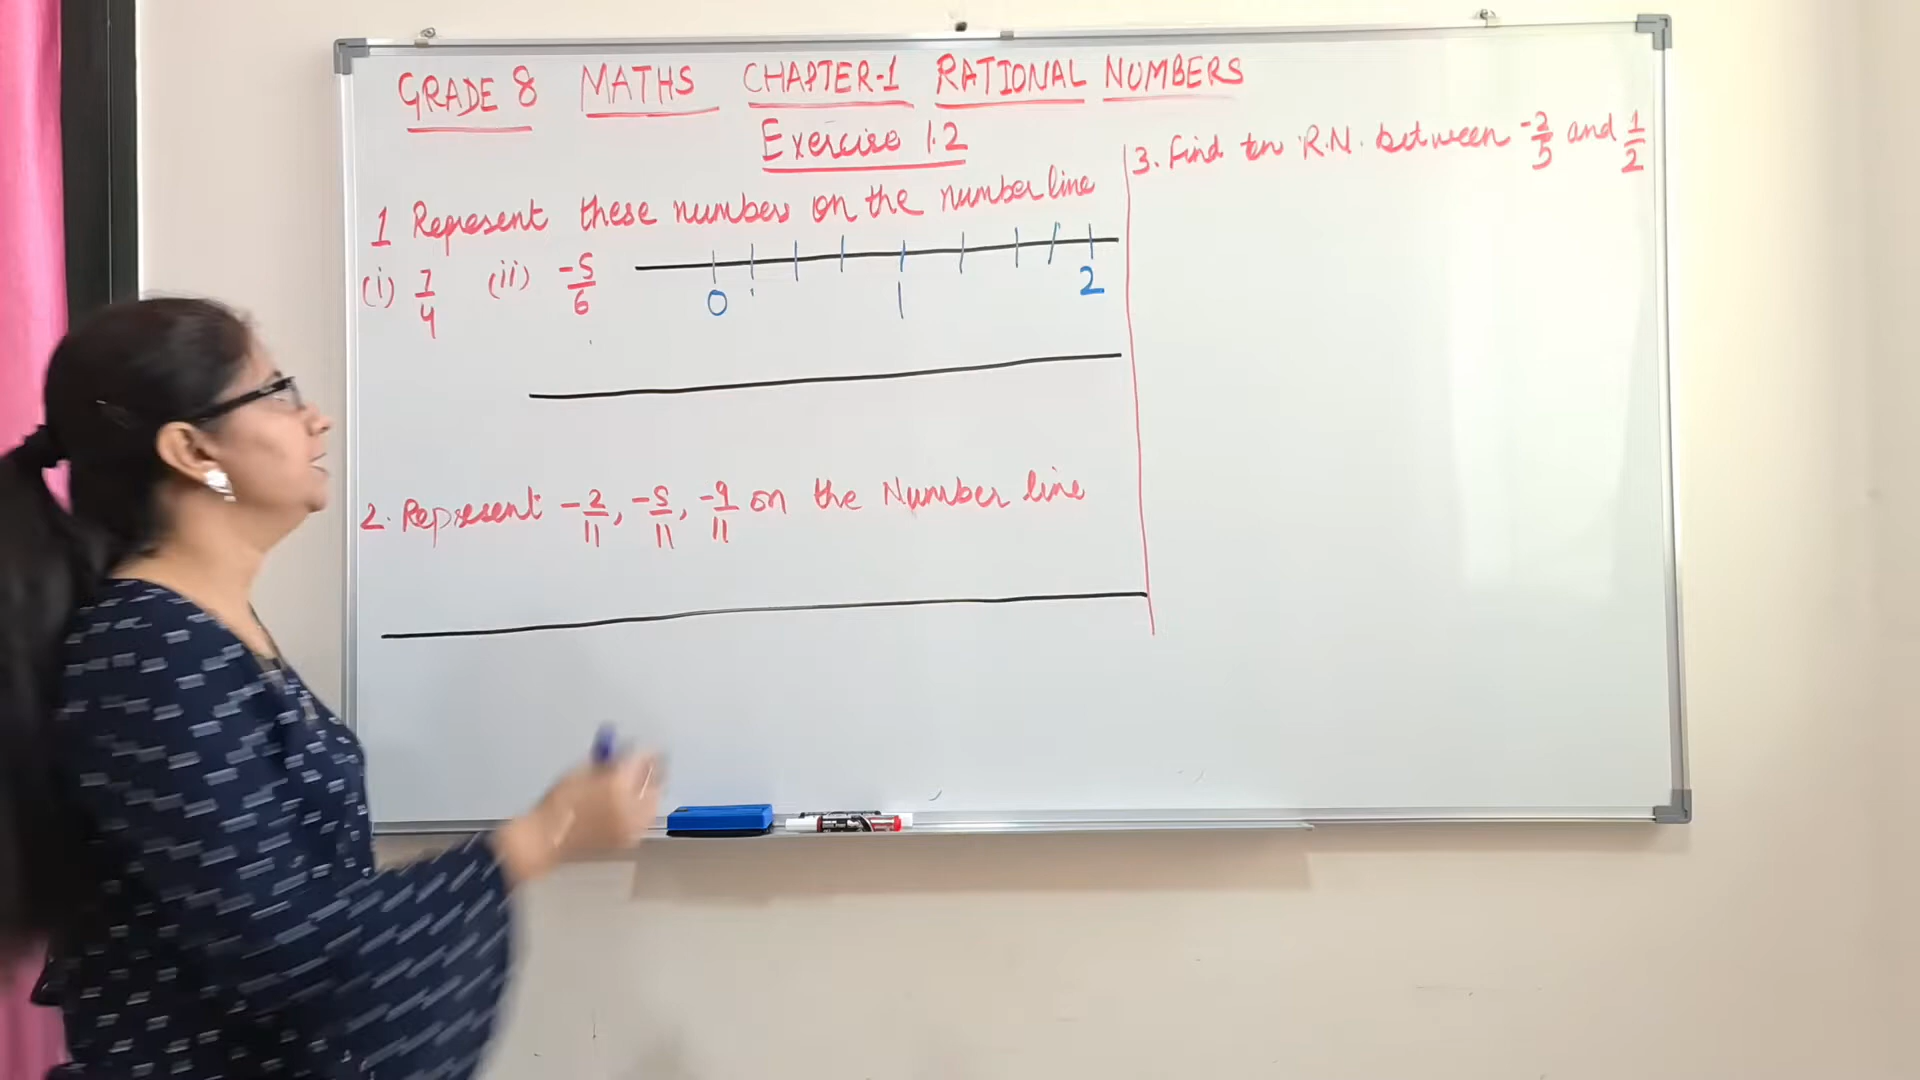 GRADE 8 MATHS CHAPTER-1 RATIONAL NUMBERS
Exercise 1.2
1 Represent these numbers on the number line
(i) 7/4 (ii) -5/6
0 1 2
2. Represent -2/11, -5/11, -9/11 on the Number line
3. Find ten R.N. between -2/5 and 1/2